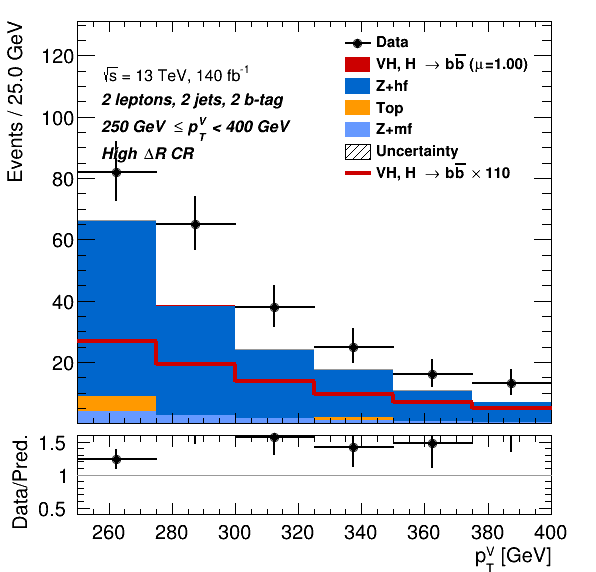 Events / 25.0 GeV
120
100
80
60
40
20
√s = 13 TeV, 140 fb⁻¹
2 leptons, 2 jets, 2 b-tag
250 GeV ≤ p_T^V < 400 GeV
High ΔR CR
Data
VH, H → bb̅ (μ=1.00)
Z+hf
Top
Z+mf
Uncertainty
VH, H → bb̅ × 110
Data/Pred.
1.5
1
0.5
260 280 300 320 340 360 380 400
p_T^V [GeV]